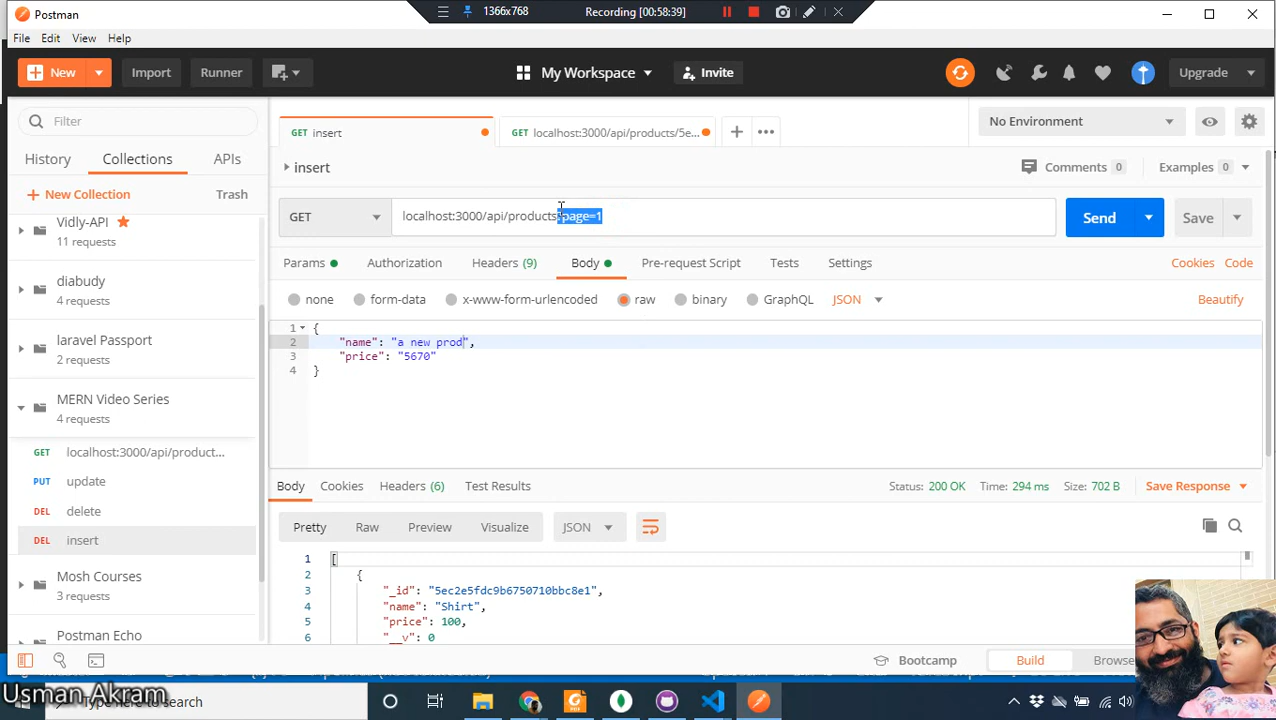 Postman
1366x768
Recording [00:58:39]
File Edit View Help
New Import Runner My Workspace Invite Upgrade
Filter
GET insert
GET localhost:3000/api/products/5e...
No Environment
History Collections APIs
insert
Comments 0 Examples 0
New Collection Trash
Vidly-API
11 requests
GET localhost:3000/api/products?page=1 Send Save
Params Authorization Headers (9) Body Pre-request Script Tests Settings Cookies Code
diabudy
4 requests
none form-data x-www-form-urlencoded raw binary GraphQL JSON Beautify
1 {
2 "name": "a new prod",
3 "price": "5670"
4 }
laravel Passport
2 requests
MERN Video Series
4 requests
GET localhost:3000/api/product...
PUT update
DEL delete
DEL insert
Mosh Courses
3 requests
Postman Echo
Body Cookies Headers (6) Test Results Status: 200 OK Time: 294 ms Size: 702 B Save Response
Pretty Raw Preview Visualize JSON
1 [
2 {
3 "_id": "5ec2e5fdc9b6750710bbc8e1",
4 "name": "Shirt",
5 "price": 100,
6 "__v": 0
Bootcamp Build Browse
Usman Akram
Type here to search